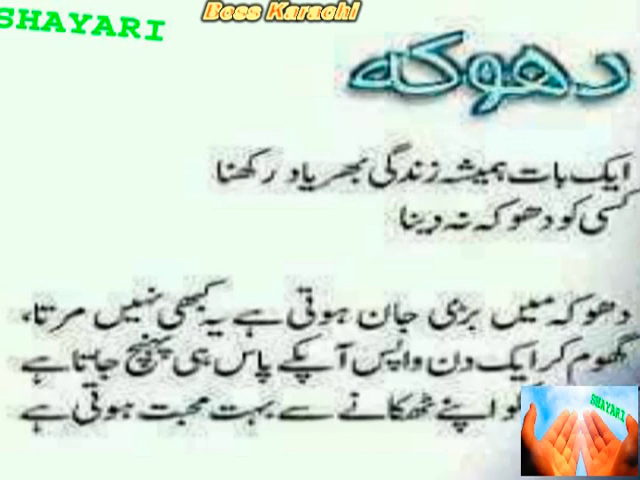 SHAYARI
Boss Karachi
دھوکہ
ایک بات ہمیشہ زندگی بھر یاد رکھنا
کسی کو دھوکہ نہ دینا
دھوکہ میں بڑی جان ہوتی ہے یہ کبھی نہیں مرتا،
گھوم کر ایک دن واپس آپکے پاس ہی پہنچ جاتا ہے
کو اپنے ٹھکانے سے بہت محبت ہوتی ہے
SHAYARI